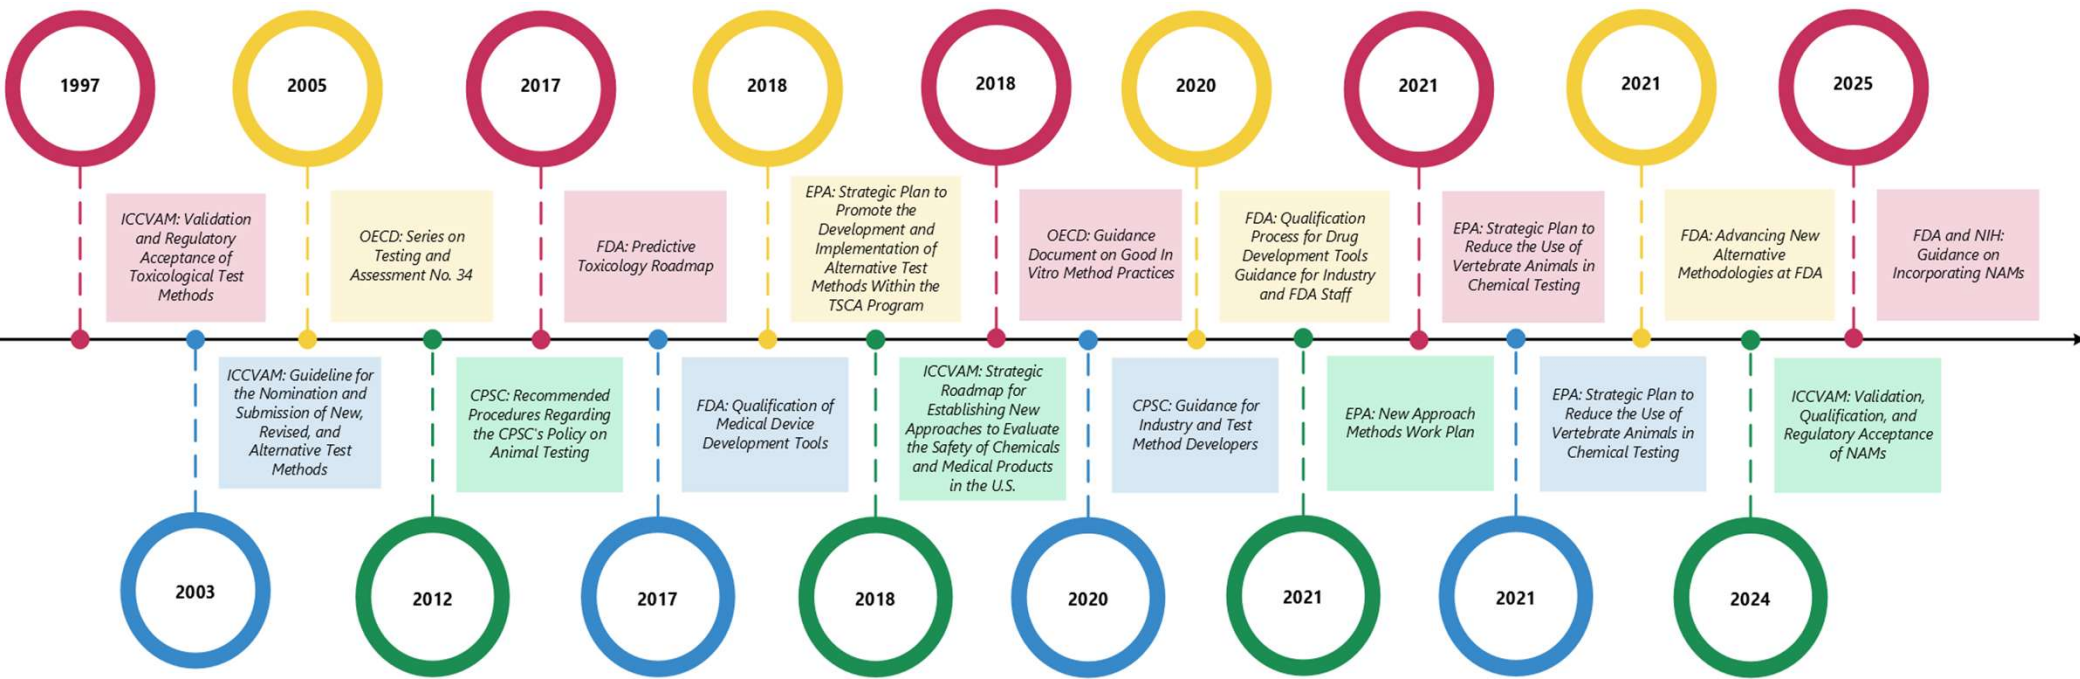 1997
2005
2017
2018
2018
2020
2021
2021
2025
ICCVAM: Validation
and Regulatory
Acceptance of
Toxicological Test
Methods
OECD: Series on
Testing and
Assessment No. 34
FDA: Predictive
Toxicology Roadmap
EPA: Strategic Plan to
Promote the
Development and
Implementation of
Alternative Test
Methods Within the
TSCA Program
OECD: Guidance
Document on Good In
Vitro Method Practices
FDA: Qualification
Process for Drug
Development Tools
Guidance for Industry
and FDA Staff
EPA: Strategic Plan to
Reduce the Use of
Vertebrate Animals in
Chemical Testing
FDA: Advancing New
Alternative
Methodologies at FDA
FDA and NIH:
Guidance on
Incorporating NAMs
ICCVAM: Guideline for
the Nomination and
Submission of New,
Revised, and
Alternative Test
Methods
CPSC: Recommended
Procedures Regarding
the CPSC's Policy on
Animal Testing
FDA: Qualification of
Medical Device
Development Tools
ICCVAM: Strategic
Roadmap for
Establishing New
Approaches to Evaluate
the Safety of Chemicals
and Medical Products
in the U.S.
CPSC: Guidance for
Industry and Test
Method Developers
EPA: New Approach
Methods Work Plan
EPA: Strategic Plan to
Reduce the Use of
Vertebrate Animals in
Chemical Testing
ICCVAM: Validation,
Qualification, and
Regulatory Acceptance
of NAMs
2003
2012
2017
2018
2020
2021
2021
2024